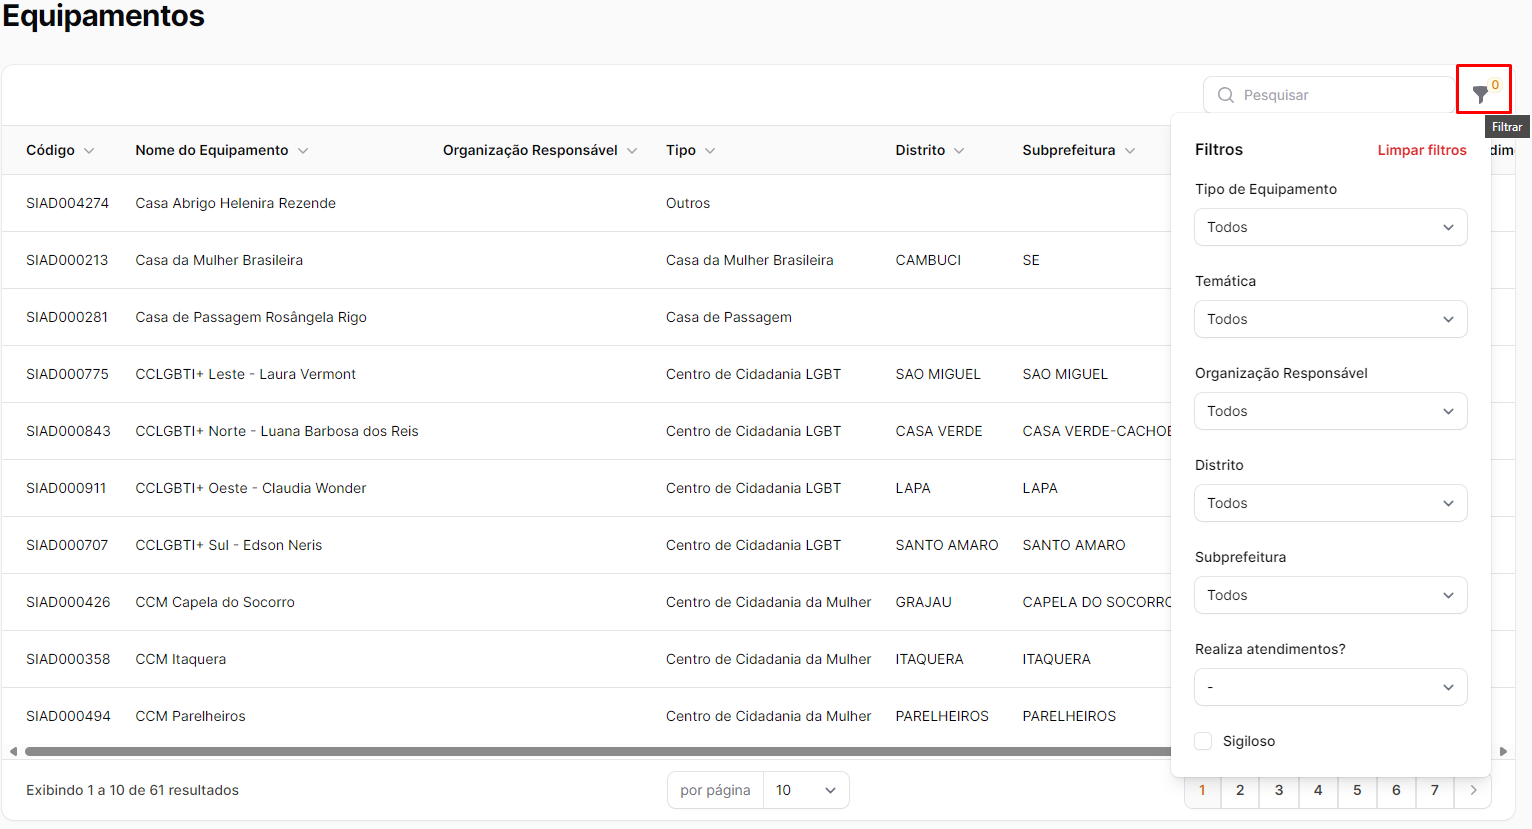 Equipamentos
Pesquisar
0
Filtrar
Código Nome do Equipamento Organização Responsável Tipo Distrito Subprefeitura
SIAD004274 Casa Abrigo Helenira Rezende Outros
SIAD000213 Casa da Mulher Brasileira Casa da Mulher Brasileira CAMBUCI SE
SIAD000281 Casa de Passagem Rosângela Rigo Casa de Passagem
SIAD000775 CCLGBTI+ Leste - Laura Vermont Centro de Cidadania LGBT SAO MIGUEL SAO MIGUEL
SIAD000843 CCLGBTI+ Norte - Luana Barbosa dos Reis Centro de Cidadania LGBT CASA VERDE CASA VERDE-CACHOE
SIAD000911 CCLGBTI+ Oeste - Claudia Wonder Centro de Cidadania LGBT LAPA LAPA
SIAD000707 CCLGBTI+ Sul - Edson Neris Centro de Cidadania LGBT SANTO AMARO SANTO AMARO
SIAD000426 CCM Capela do Socorro Centro de Cidadania da Mulher GRAJAU CAPELA DO SOCORRO
SIAD000358 CCM Itaquera Centro de Cidadania da Mulher ITAQUERA ITAQUERA
SIAD000494 CCM Parelheiros Centro de Cidadania da Mulher PARELHEIROS PARELHEIROS
Filtros Limpar filtros
Tipo de Equipamento
Todos
Temática
Todos
Organização Responsável
Todos
Distrito
Todos
Subprefeitura
Todos
Realiza atendimentos?
-
Sigiloso
Exibindo 1 a 10 de 61 resultados por página 10 1 2 3 4 5 6 7